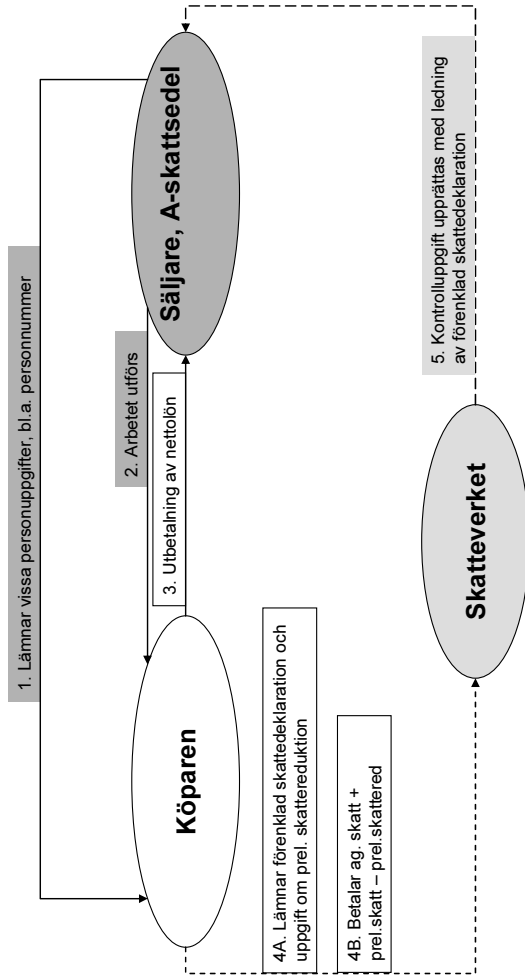 1. Lämnar vissa personuppgifter, bl.a. personnummer
Säljare, A-skattsedel
2. Arbetet utförs
3. Utbetalning av nettolön
Köparen
4A. Lämnar förenklad skattedeklaration och
uppgift om prel. skattereduktion
4B. Betalar ag. skatt +
prel.skatt – prel.skattered
5. Kontrolluppgift upprättas med ledning
av förenklad skattedeklaration
Skatteverket